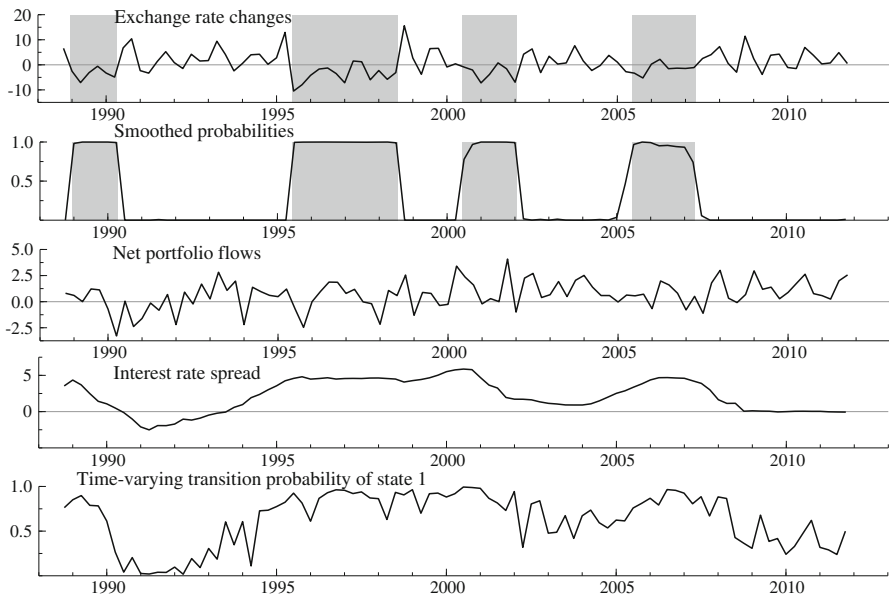 Exchange rate changes
20
10
0
-10
1990 1995 2000 2005 2010
Smoothed probabilities
1.0
0.5
1990 1995 2000 2005 2010
Net portfolio flows
5.0
2.5
0.0
-2.5
1990 1995 2000 2005 2010
Interest rate spread
5
0
1990 1995 2000 2005 2010
Time-varying transition probability of state 1
1.0
0.5
1990 1995 2000 2005 2010